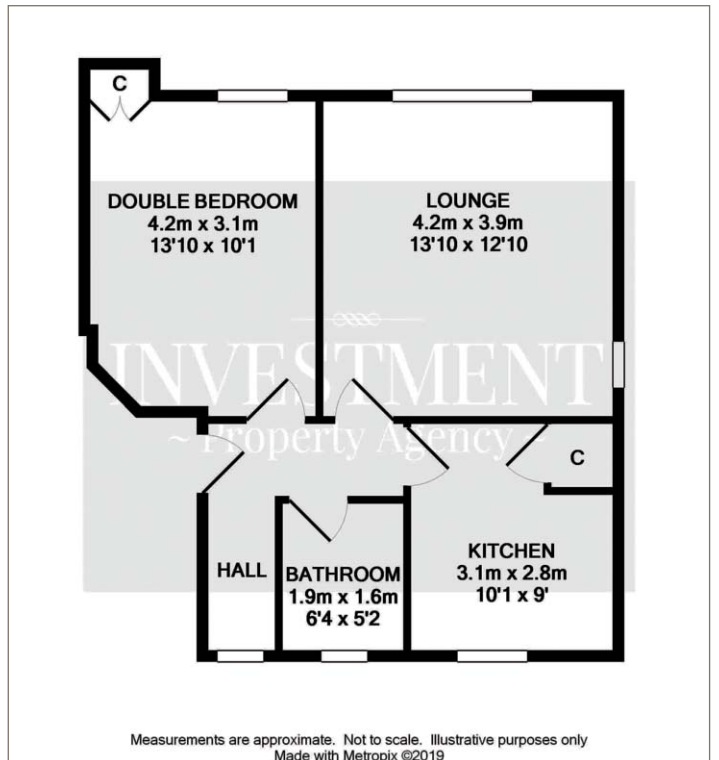 C
DOUBLE BEDROOM
4.2m x 3.1m
13'10 x 10'1
LOUNGE
4.2m x 3.9m
13'10 x 12'10
INVESTMENT
~ Property Agency ~
C
HALL
BATHROOM
1.9m x 1.6m
6'4 x 5'2
KITCHEN
3.1m x 2.8m
10'1 x 9'
Measurements are approximate. Not to scale. Illustrative purposes only
Made with Metropix ©2019